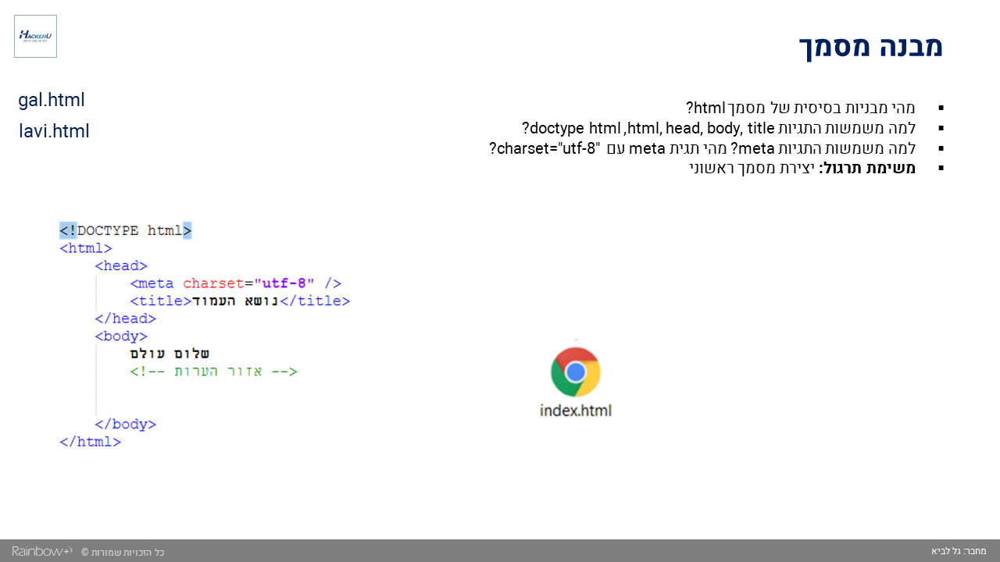 HACKERU
מבנה מסמך
gal.html
lavi.html
▪ מהי מבניות בסיסית של מסמך html?
▪ למה משמשות התגיות doctype html ,html, head, body, title?
▪ למה משמשות התגיות meta? מהי תגית meta עם charset="utf-8"?
▪ משימת תרגול: יצירת מסמך ראשוני
<!DOCTYPE html>
<html>
<head>
<meta charset="utf-8" />
<title>נושא העמוד</title>
</head>
<body>
שלום עולם
<!-- אזור הערות -->
</body>
</html>
index.html
Rainbow+
כל הזכויות שמורות ©
מחבר: גל לביא